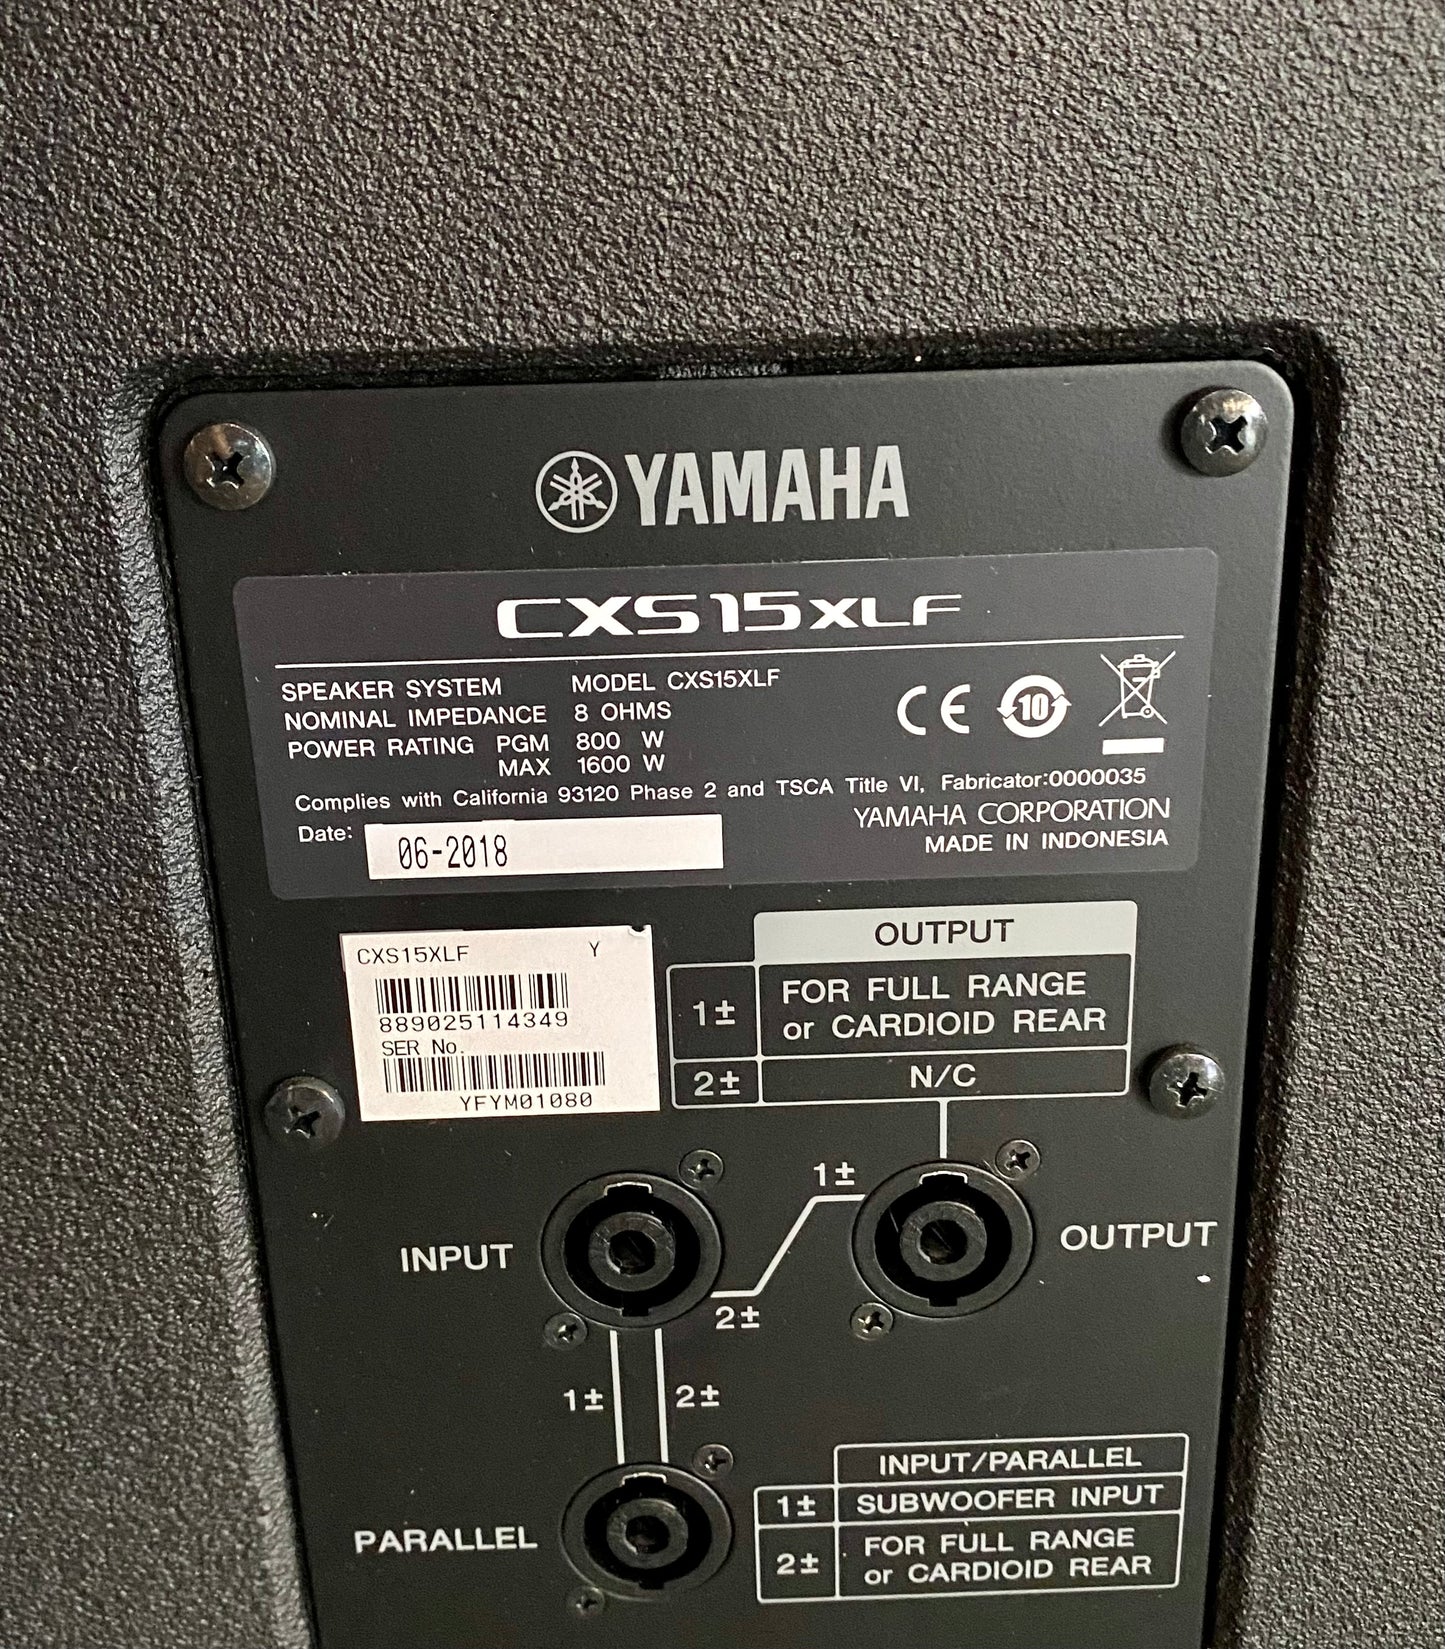 YAMAHA
CXS15XLF
SPEAKER SYSTEM MODEL CXS15XLF
NOMINAL IMPEDANCE 8 OHMS
POWER RATING PGM 800 W
MAX 1600 W
CE 10
Complies with California 93120 Phase 2 and TSCA Title VI, Fabricator:0000035
YAMAHA CORPORATION
Date: 06-2018
MADE IN INDONESIA
CXS15XLF Y
889025114349
SER No.
YFYM01080
OUTPUT
1± FOR FULL RANGE
or CARDIOID REAR
2± N/C
1±
INPUT
OUTPUT
2±
1± 2±
PARALLEL
INPUT/PARALLEL
1± SUBWOOFER INPUT
2± FOR FULL RANGE
or CARDIOID REAR